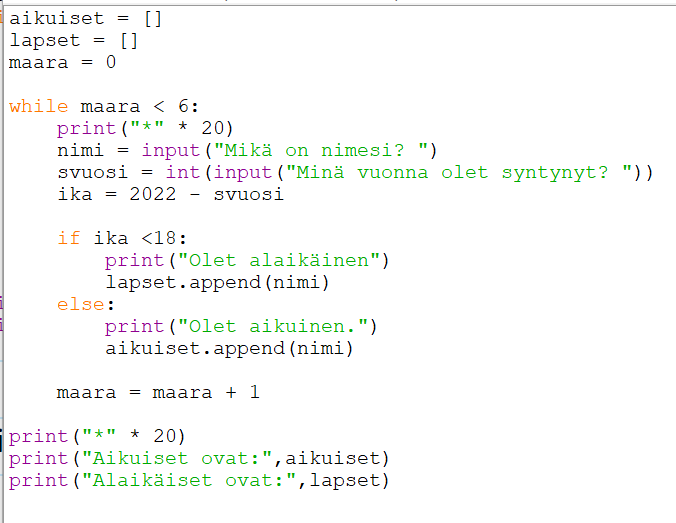 aikuiset = []
lapset = []
maara = 0

while maara < 6:
    print("*" * 20)
    nimi = input("Mikä on nimesi? ")
    svuosi = int(input("Minä vuonna olet syntynyt? "))
    ika = 2022 - svuosi

    if ika <18:
        print("Olet alaikäinen")
        lapset.append(nimi)
    else:
        print("Olet aikuinen.")
        aikuiset.append(nimi)

    maara = maara + 1

print("*" * 20)
print("Aikuiset ovat:",aikuiset)
print("Alaikäiset ovat:",lapset)